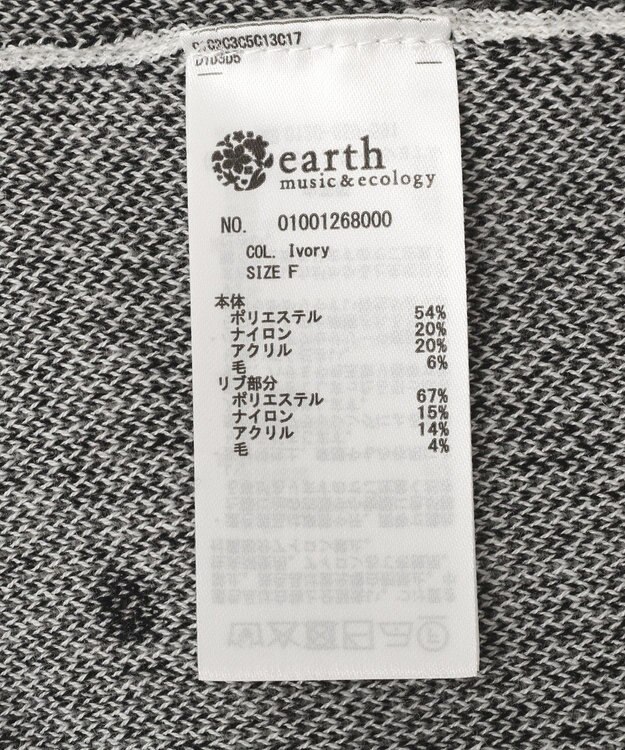 D1D3D5
earth
music&ecology
NO. 01001268000
COL. Ivory
SIZE F
本体
ポリエステル 54%
ナイロン 20%
アクリル 20%
毛 6%
リブ部分
ポリエステル 67%
ナイロン 15%
アクリル 14%
毛 4%